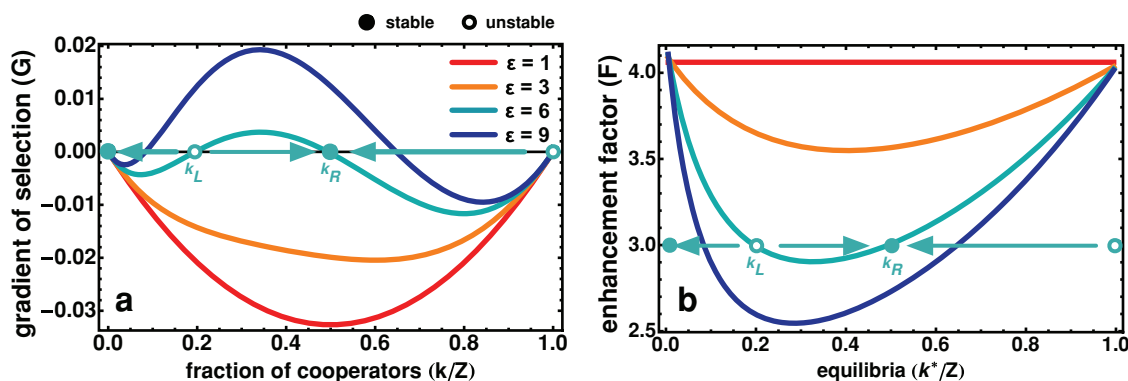 stable unstable
gradient of selection (G)
0.02
0.01
0.00
−0.01
−0.02
−0.03
ε = 1
ε = 3
ε = 6
ε = 9
k_L
k_R
a
0.0 0.2 0.4 0.6 0.8 1.0
fraction of cooperators (k/Z)
enhancement factor (F)
4.0
3.5
3.0
2.5
k_L
k_R
b
0.0 0.2 0.4 0.6 0.8 1.0
equilibria (k*/Z)